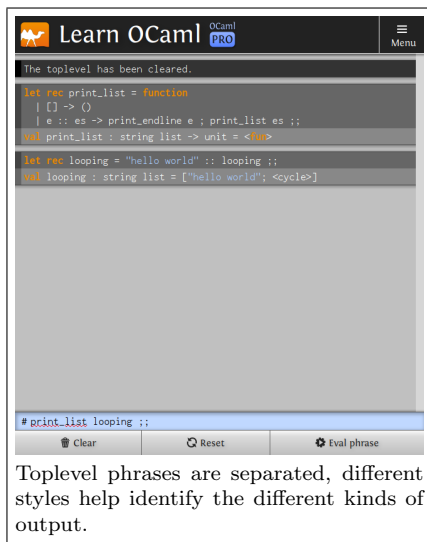 Learn OCaml OCaml PRO
Menu
The toplevel has been cleared.
let rec print_list = function
| [] -> ()
| e :: es -> print_endline e ; print_list es ;;
val print_list : string list -> unit = <fun>
let rec looping = "hello world" :: looping ;;
val looping : string list = ["hello world"; <cycle>]
# print_list looping ;;
Clear Reset Eval phrase
Toplevel phrases are separated, different
styles help identify the different kinds of
output.